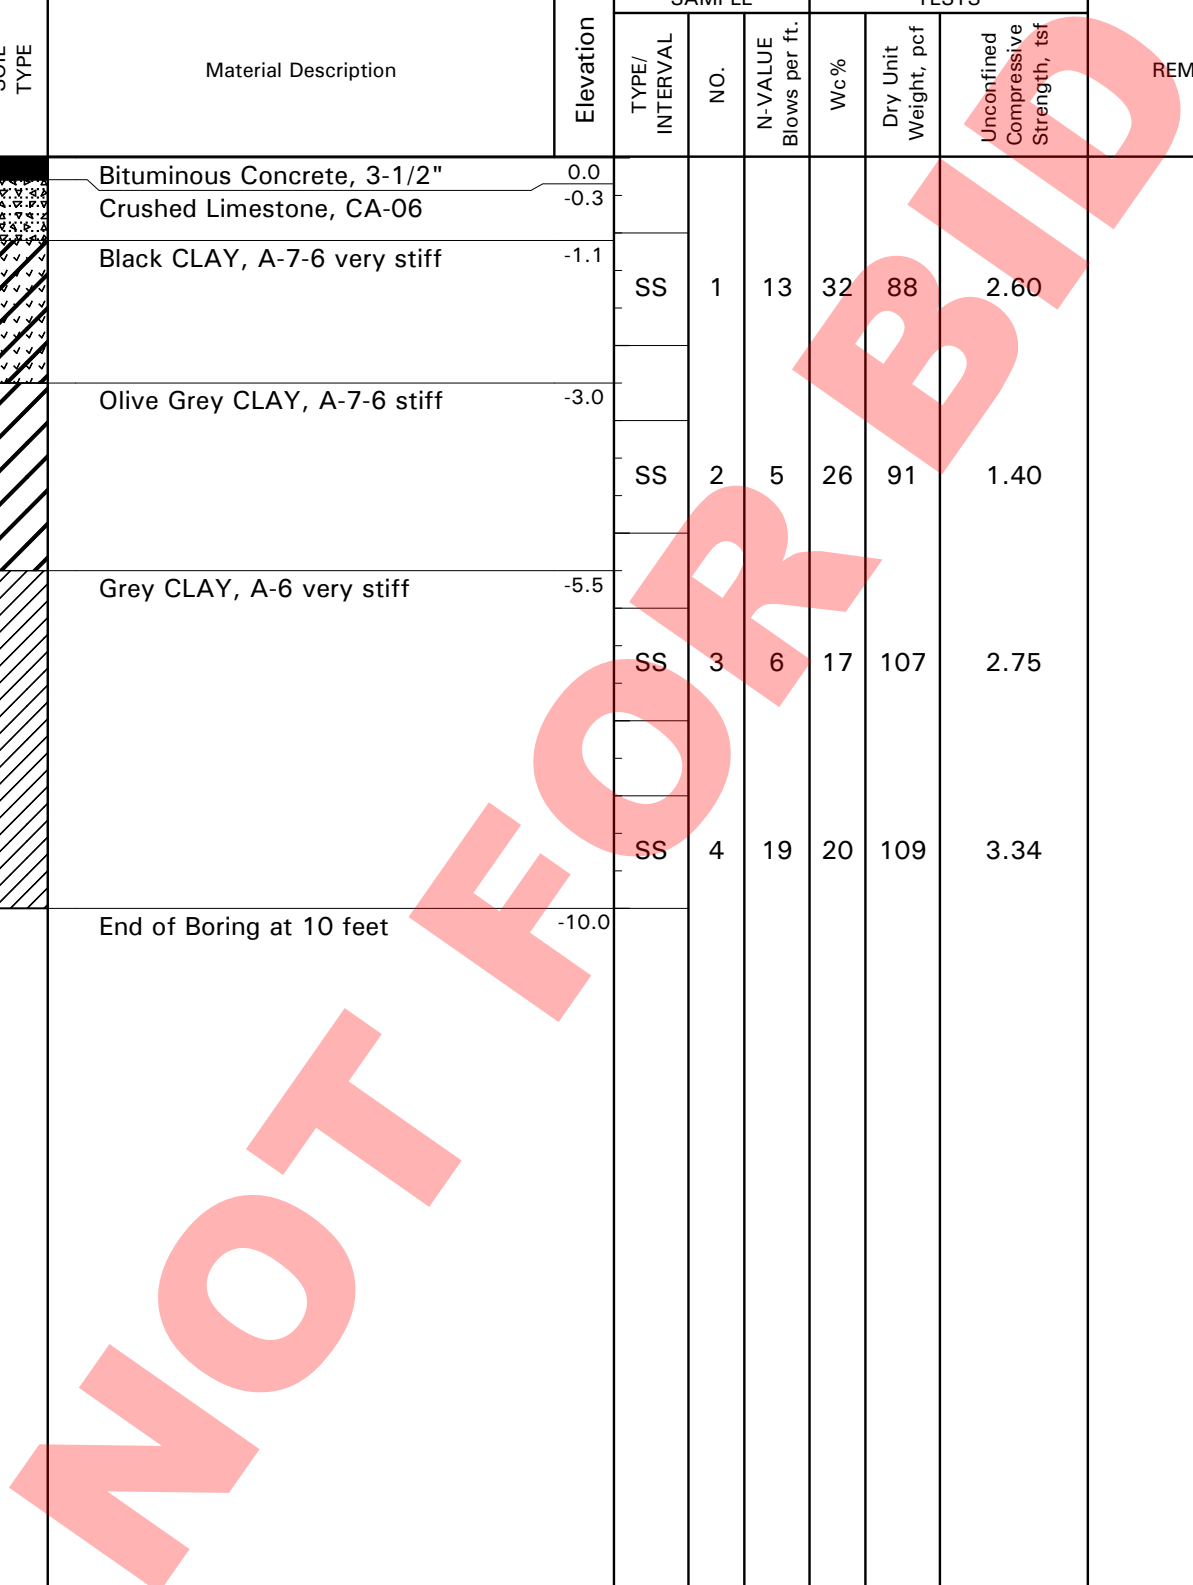 TYPE
Material Description
Elevation
TYPE/
INTERVAL
NO.
N-VALUE
Blows per ft.
Wc%
Dry Unit
Weight, pcf
Unconfined
Compressive
Strength, tsf
REM
Bituminous Concrete, 3-1/2" 0.0
Crushed Limestone, CA-06 -0.3
Black CLAY, A-7-6 very stiff -1.1
SS 1 13 32 88 2.60
Olive Grey CLAY, A-7-6 stiff -3.0
SS 2 5 26 91 1.40
Grey CLAY, A-6 very stiff -5.5
SS 3 6 17 107 2.75
SS 4 19 20 109 3.34
End of Boring at 10 feet -10.0
NOT FOR BID